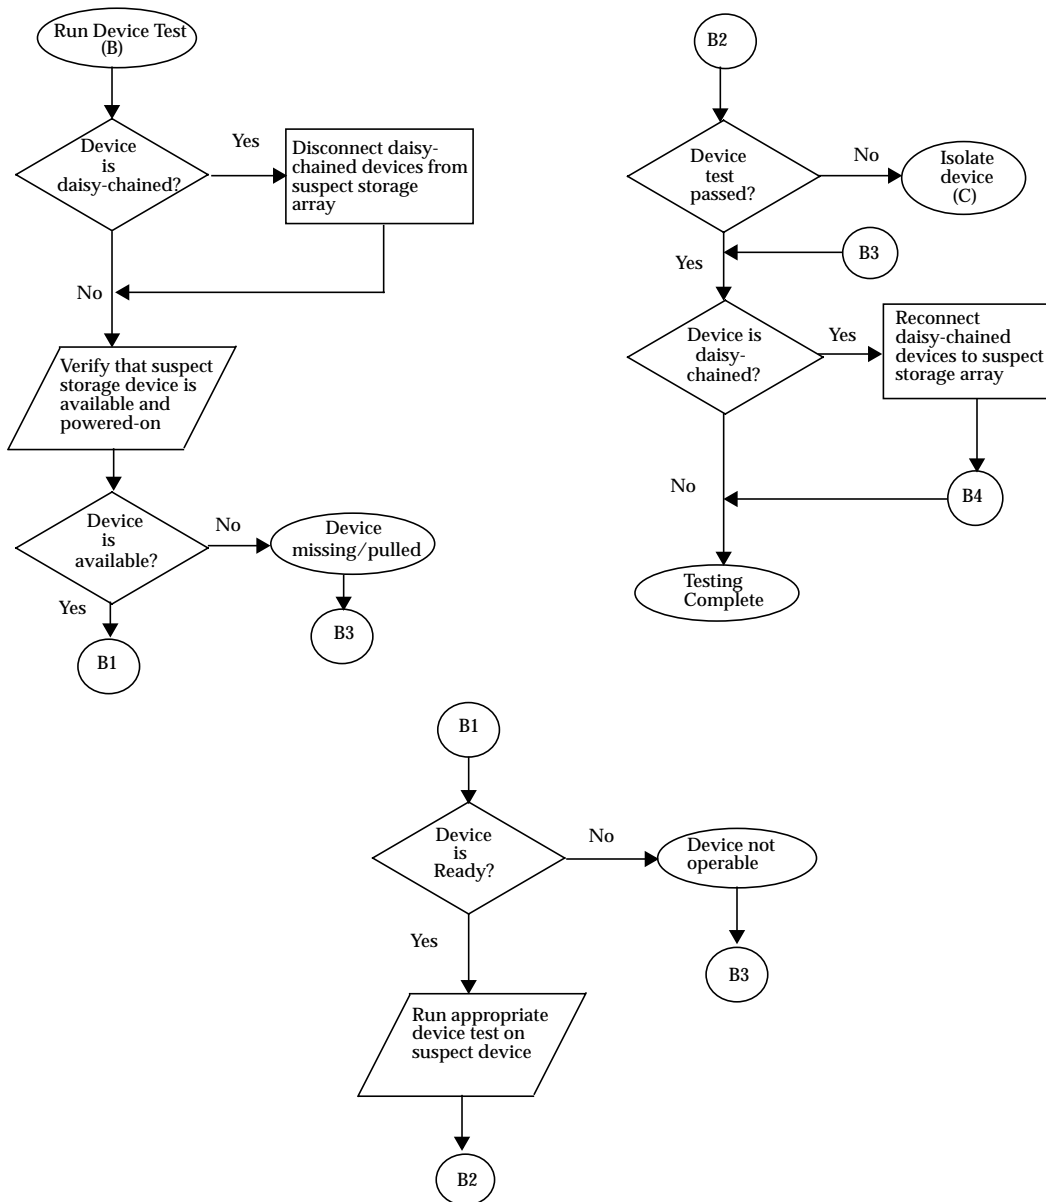 Run Device Test
(B)
Device
is
daisy-chained?
Yes
Disconnect daisy-
chained devices from
suspect storage
array
No
Verify that suspect
storage device is
available and
powered-on
Device
is
available?
No
Device
missing/pulled
Yes
B1
B3
B2
Device
test
passed?
No
Isolate
device
(C)
Yes
B3
Device is
daisy-
chained?
Yes
Reconnect
daisy-chained
devices to suspect
storage array
No
B4
Testing
Complete
B1
Device
is
Ready?
No
Device not
operable
Yes
B3
Run appropriate
device test on
suspect device
B2